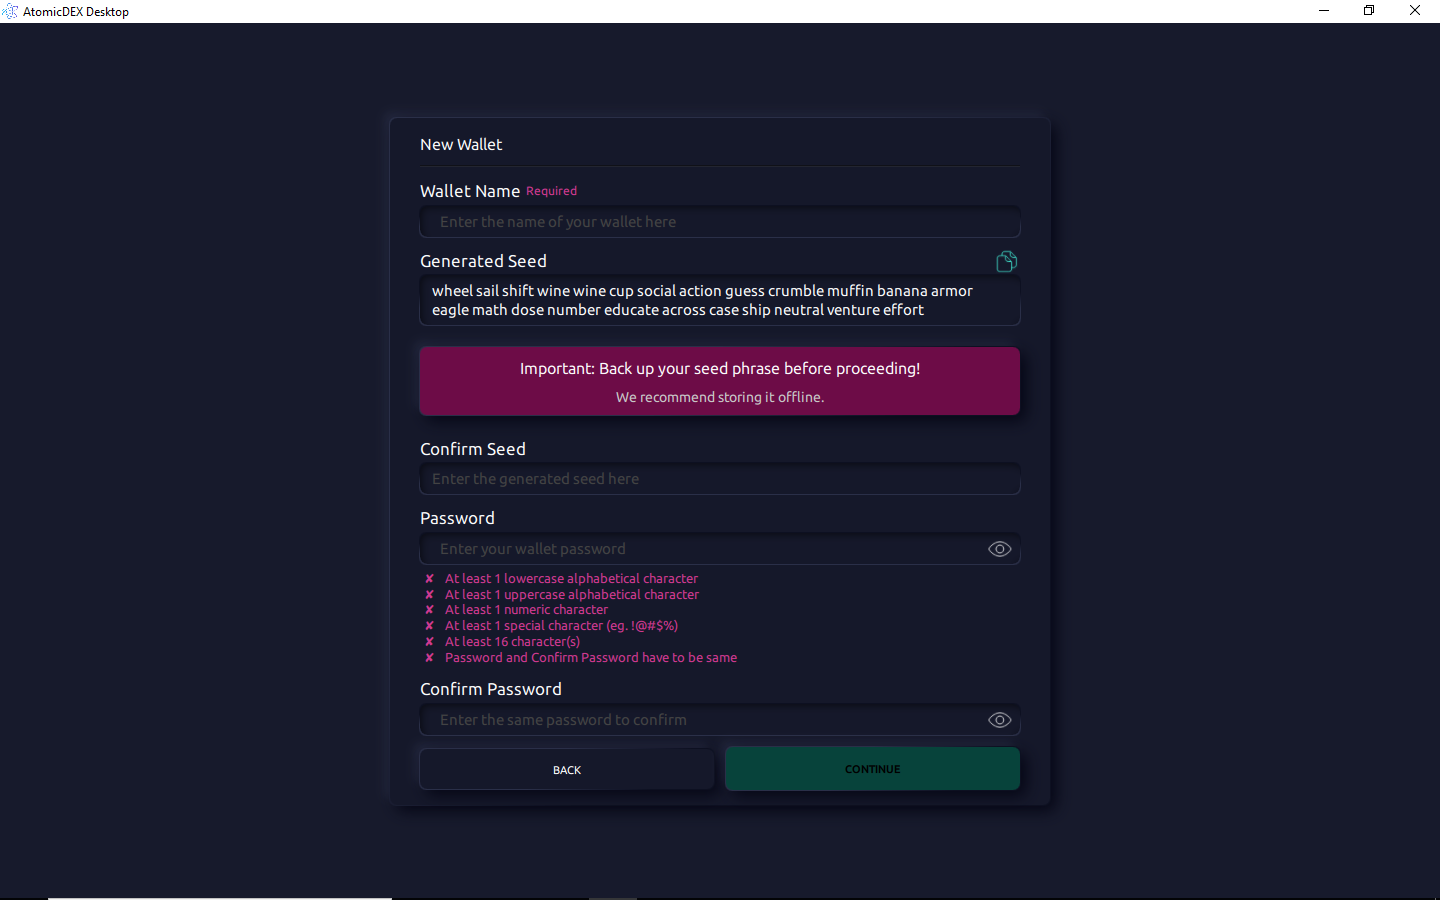 AtomicDEX Desktop
New Wallet
Wallet Name Required
Enter the name of your wallet here
Generated Seed
wheel sail shift wine wine cup social action guess crumble muffin banana armor
eagle math dose number educate across case ship neutral venture effort
Important: Back up your seed phrase before proceeding!
We recommend storing it offline.
Confirm Seed
Enter the generated seed here
Password
Enter your wallet password
✘ At least 1 lowercase alphabetical character
✘ At least 1 uppercase alphabetical character
✘ At least 1 numeric character
✘ At least 1 special character (eg. !@#$%)
✘ At least 16 character(s)
✘ Password and Confirm Password have to be same
Confirm Password
Enter the same password to confirm
BACK
CONTINUE